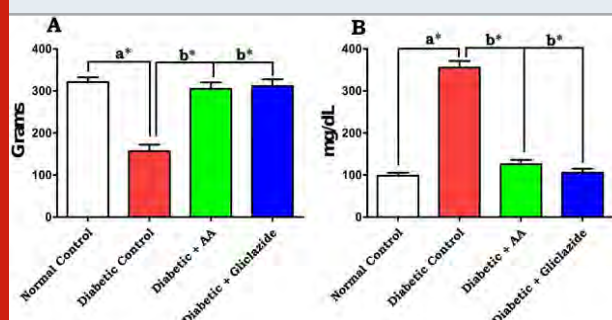 A
400
300
200
100
0
Grams
a*
b*
b*
Normal Control
Diabetic Control
Diabetic + AA
Diabetic + Gliclazide
B
400
300
200
100
0
mg/dL
a*
b*
b*
Normal Control
Diabetic Control
Diabetic + AA
Diabetic + Gliclazide